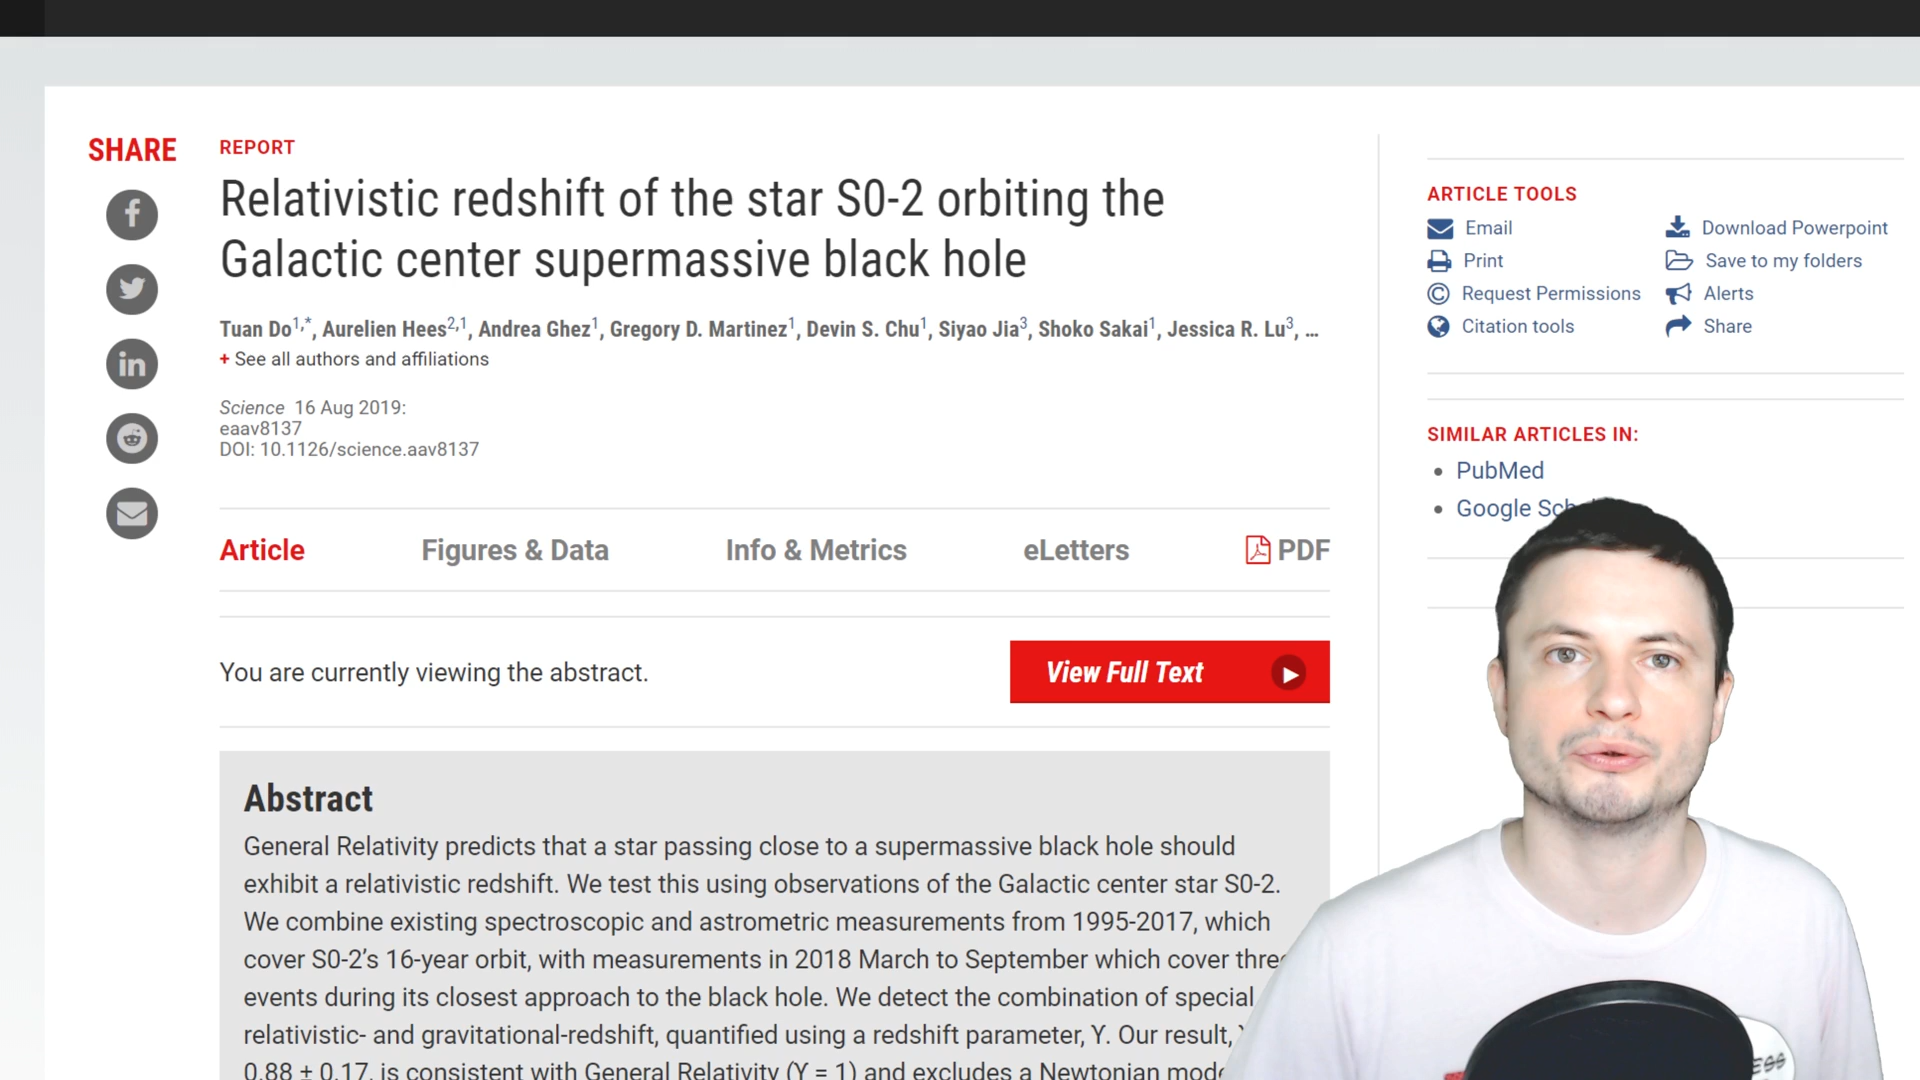 SHARE
REPORT
Relativistic redshift of the star S0-2 orbiting the
Galactic center supermassive black hole
Tuan Do1,*, Aurelien Hees2,1, Andrea Ghez1, Gregory D. Martinez1, Devin S. Chu1, Siyao Jia3, Shoko Sakai1, Jessica R. Lu3, ...
+ See all authors and affiliations
Science 16 Aug 2019:
eaav8137
DOI: 10.1126/science.aav8137
Article Figures & Data Info & Metrics eLetters PDF
You are currently viewing the abstract.
View Full Text
Abstract
General Relativity predicts that a star passing close to a supermassive black hole should
exhibit a relativistic redshift. We test this using observations of the Galactic center star S0-2.
We combine existing spectroscopic and astrometric measurements from 1995-2017, which
cover S0-2’s 16-year orbit, with measurements in 2018 March to September which cover three
events during its closest approach to the black hole. We detect the combination of special
relativistic- and gravitational-redshift, quantified using a redshift parameter, ϒ. Our result,
0.88 ± 0.17, is consistent with General Relativity (ϒ = 1) and excludes a Newtonian
ARTICLE TOOLS
Email Download Powerpoint
Print Save to my folders
© Request Permissions Alerts
Citation tools Share
SIMILAR ARTICLES IN:
• PubMed
• Google